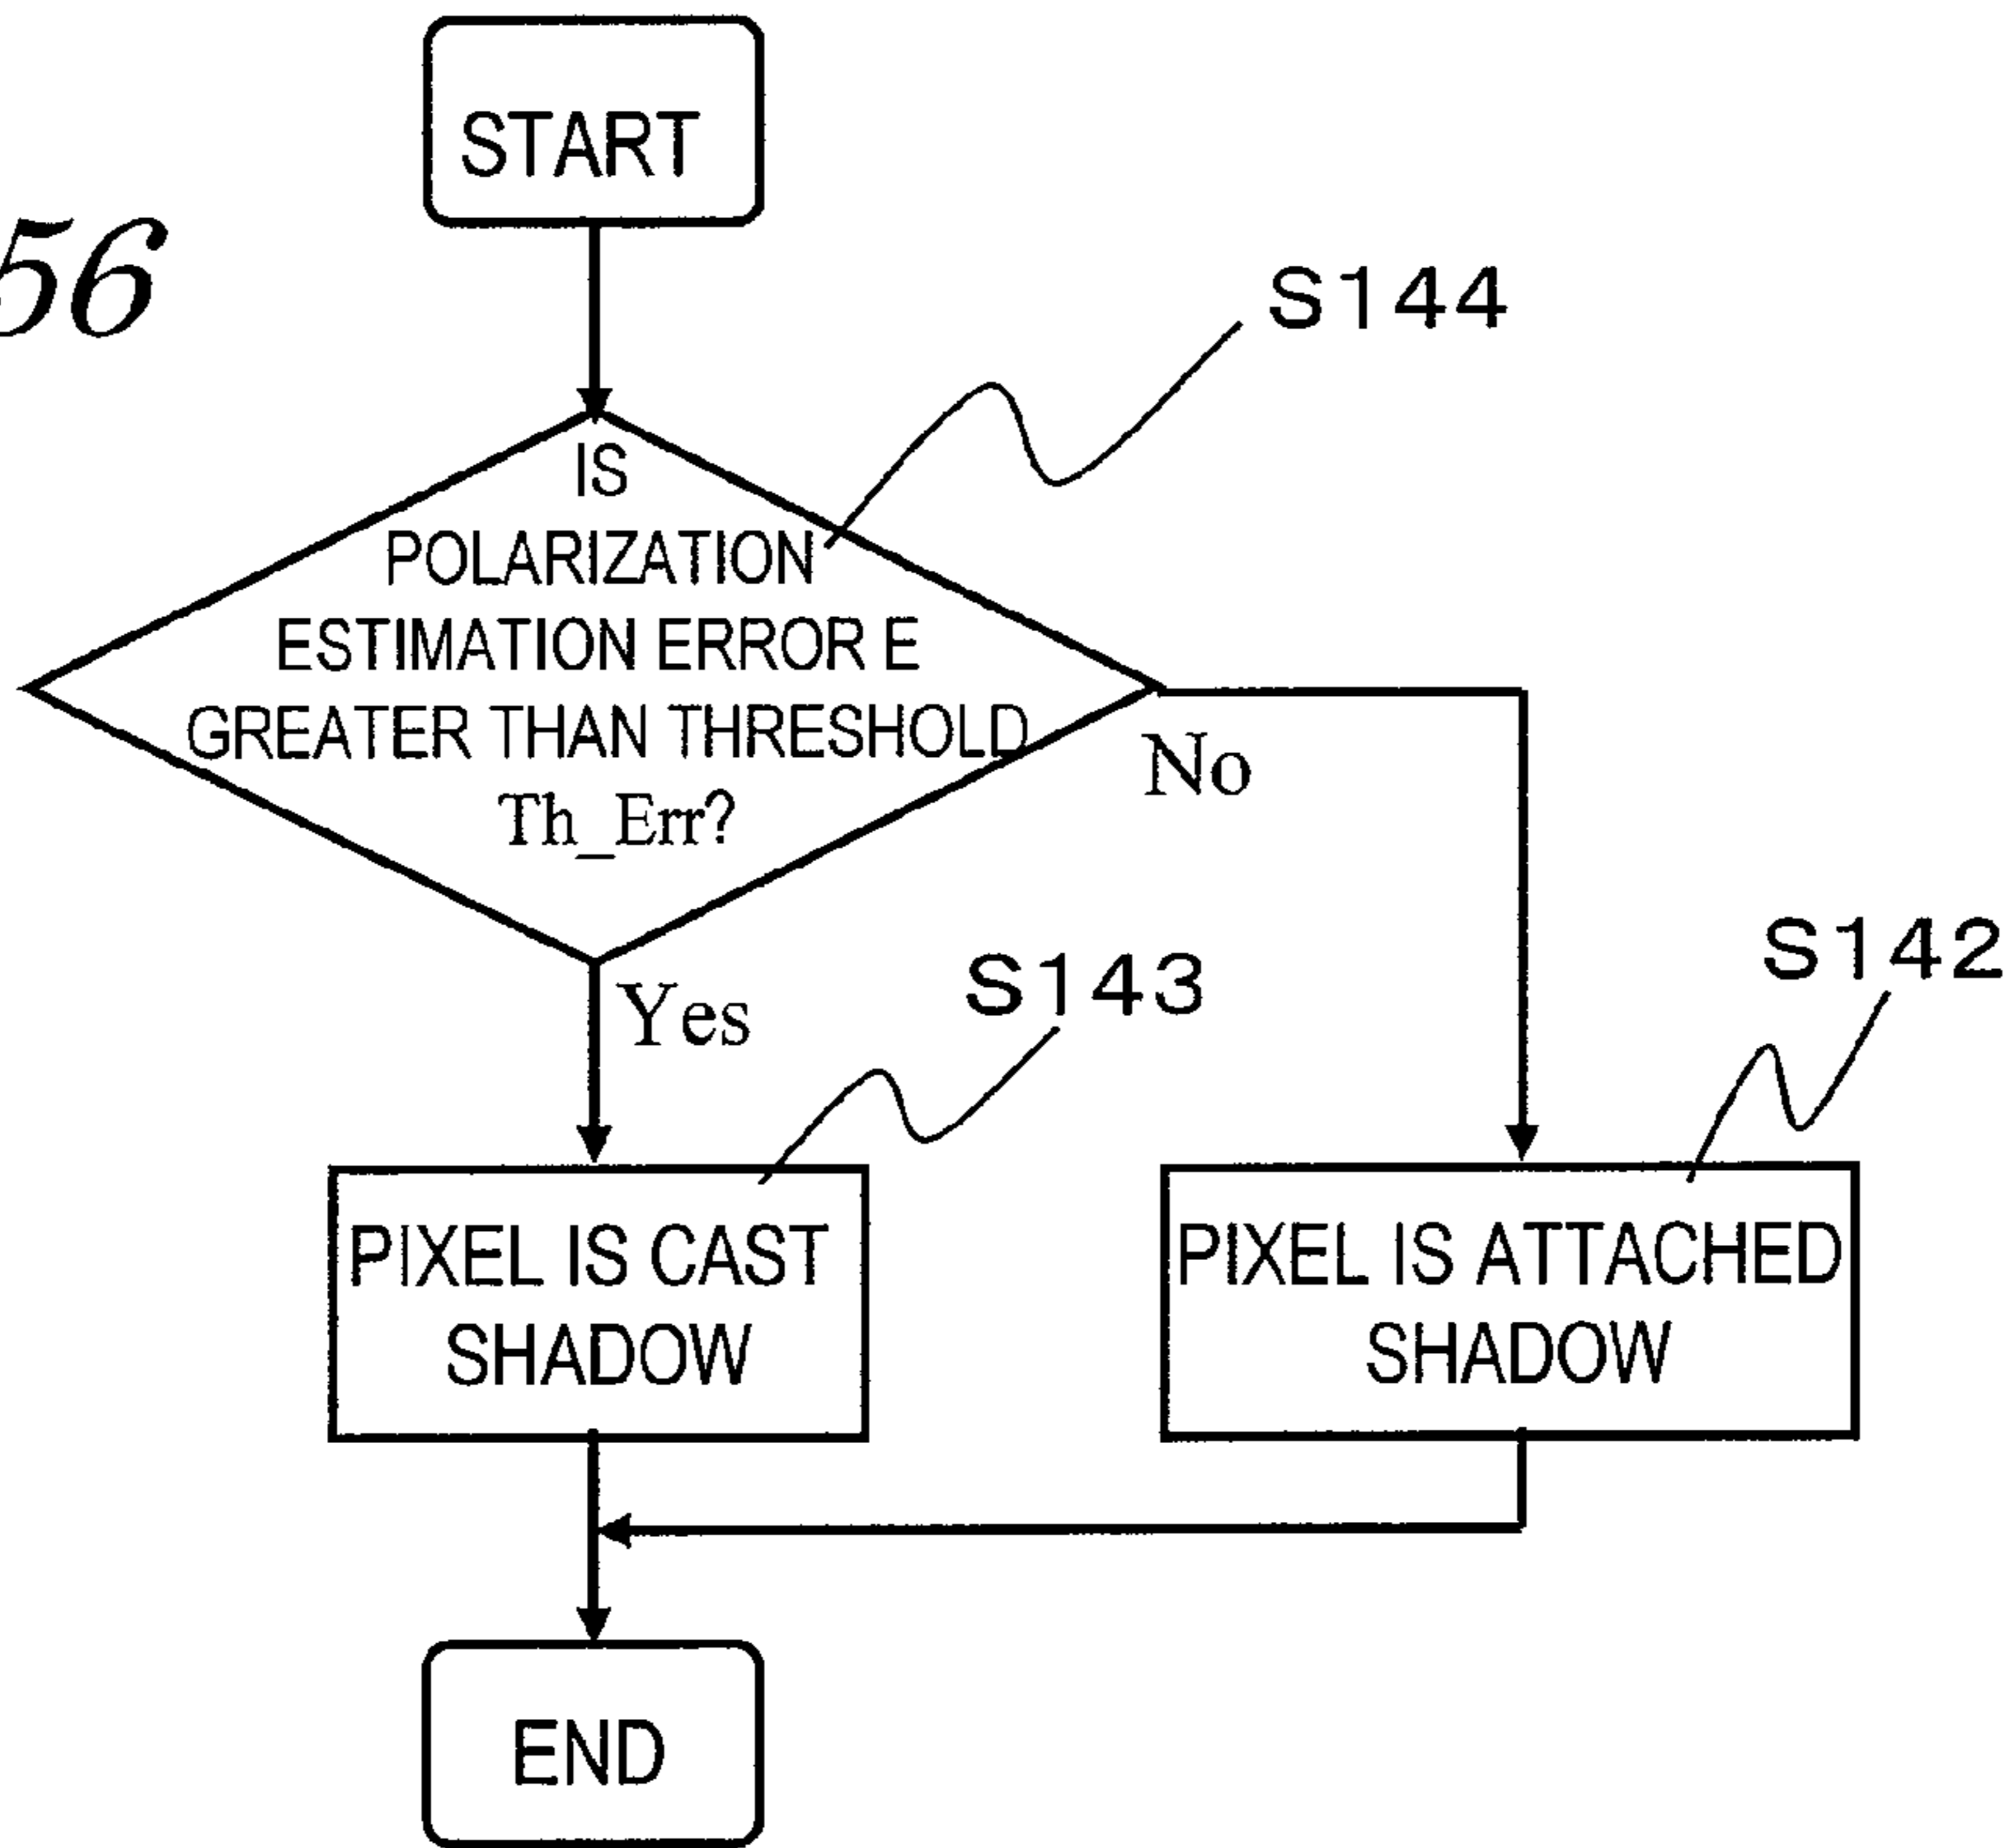 56
START
S144
IS
POLARIZATION
ESTIMATION ERROR E
GREATER THAN THRESHOLD
Th_Err?
No
Yes
S143
S142
PIXEL IS CAST
SHADOW
PIXEL IS ATTACHED
SHADOW
END